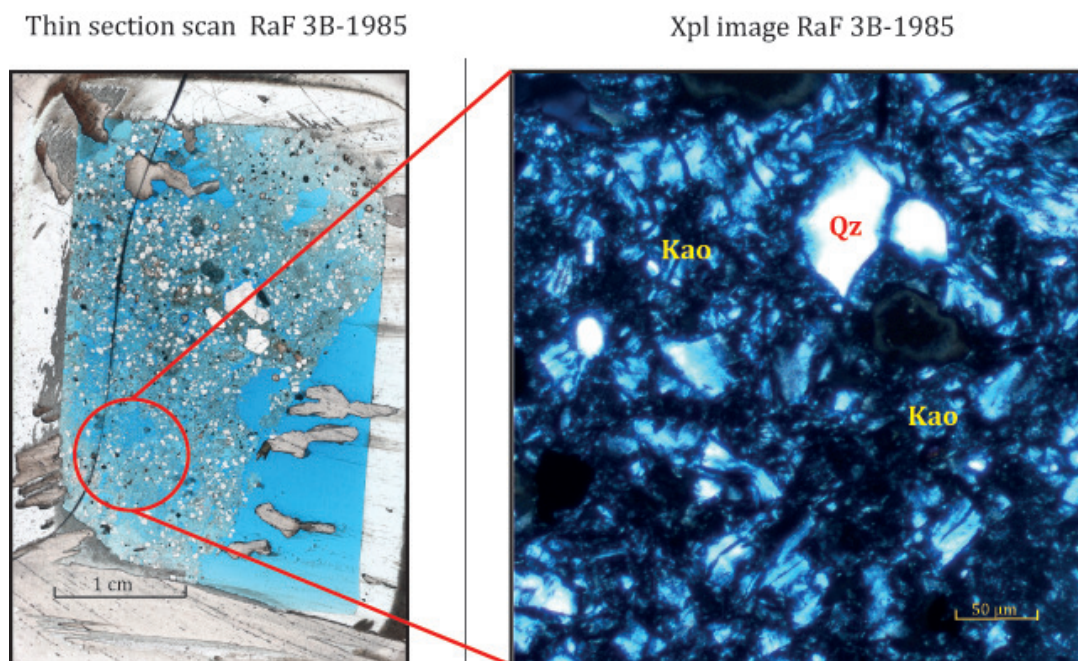 Thin section scan RaF 3B-1985
Xpl image RaF 3B-1985
Qz
Kao
Kao
1 cm
50 µm